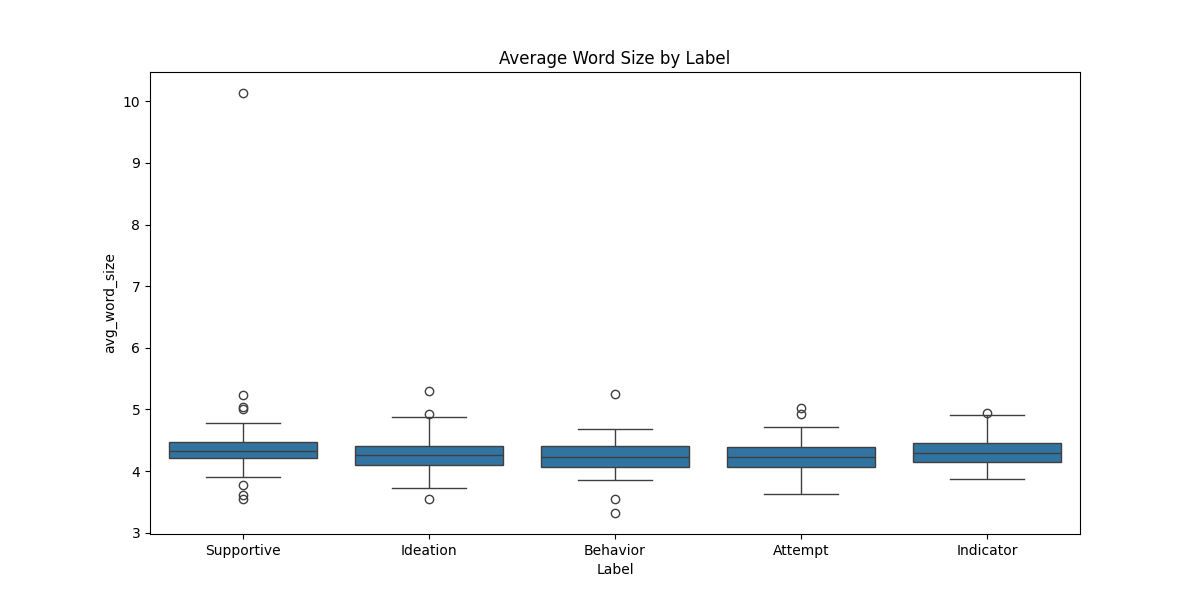 Average Word Size by Label
avg_word_size
10
9
8
7
6
5
4
3
Supportive Ideation Behavior Attempt Indicator
Label